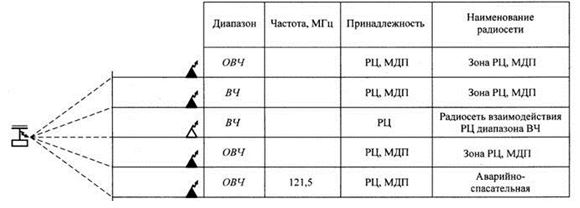 Диапазон Частота, МГц Принадлежность Наименование
радиосети
ОВЧ РЦ, МДП Зона РЦ, МДП
ВЧ РЦ, МДП Зона РЦ, МДП
ВЧ РЦ Радиосеть взаимодействия
РЦ диапазона ВЧ
ОВЧ РЦ, МДП Зона РЦ, МДП
ОВЧ 121,5 РЦ, МДП Аварийно-
спасательная